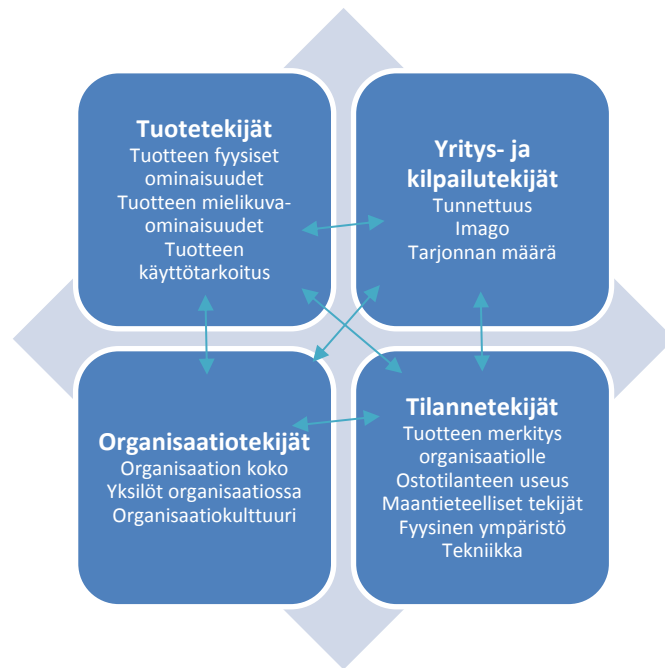 Tuotetekijät
Tuotteen fyysiset
ominaisuudet
Tuotteen mielikuva-
ominaisuudet
Tuotteen
käyttötarkoitus
Yritys- ja
kilpailutekijät
Tunnettuus
Imago
Tarjonnan määrä
Organisaatiotekijät
Organisaation koko
Yksilöt organisaatiossa
Organisaatiokulttuuri
Tilannetekijät
Tuotteen merkitys
organisaatiolle
Ostotilanteen useus
Maantieteelliset tekijät
Fyysinen ympäristö
Tekniikka